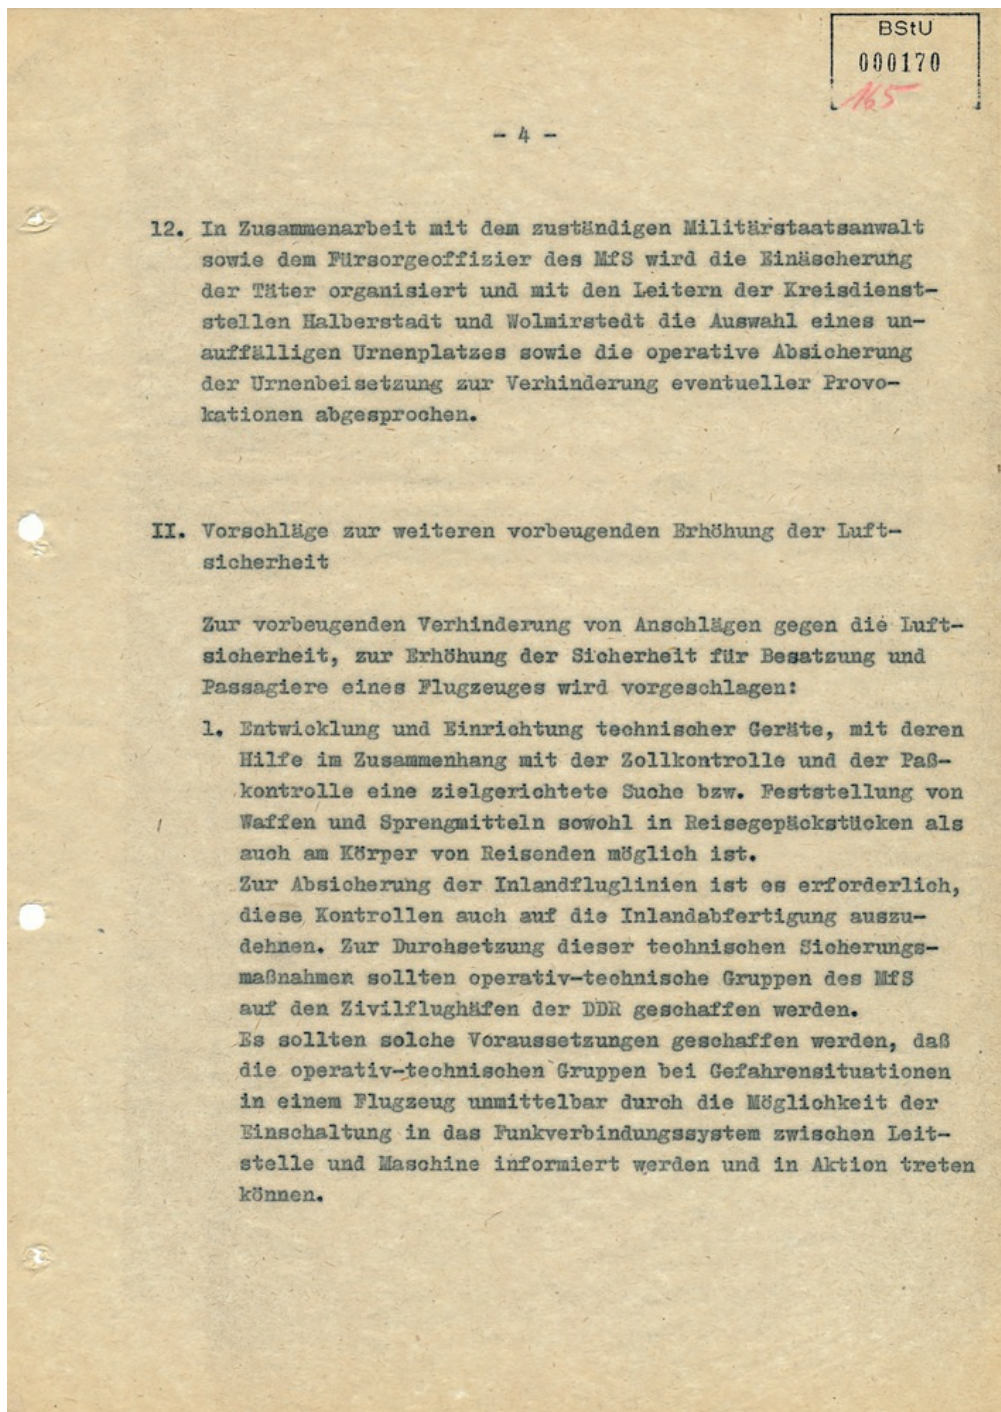 BStU
000170
165
- 4 -
12. In Zusammenarbeit mit dem zuständigen Militärstaatsanwalt
sowie dem Fürsorgeoffizier des MfS wird die Einäscherung
der Täter organisiert und mit den Leitern der Kreisdienst-
stellen Halberstadt und Wolmirstedt die Auswahl eines un-
auffälligen Urnenplatzes sowie die operative Absicherung
der Urnenbeisetzung zur Verhinderung eventueller Provo-
kationen abgesprochen.
II. Vorschläge zur weiteren vorbeugenden Erhöhung der Luft-
sicherheit
Zur vorbeugenden Verhinderung von Anschlägen gegen die Luft-
sicherheit, zur Erhöhung der Sicherheit für Besatzung und
Passagiere eines Flugzeuges wird vorgeschlagen:
1. Entwicklung und Einrichtung technischer Geräte, mit deren
Hilfe im Zusammenhang mit der Zollkontrolle und der Paß-
kontrolle eine zielgerichtete Suche bzw. Feststellung von
Waffen und Sprengmitteln sowohl in Reisegepäckstücken als
auch am Körper von Reisenden möglich ist.
Zur Absicherung der Inlandfluglinien ist es erforderlich,
diese Kontrollen auch auf die Inlandabfertigung auszu-
dehnen. Zur Durchsetzung dieser technischen Sicherungs-
maßnahmen sollten operativ-technische Gruppen des MfS
auf den Zivilflughäfen der DDR geschaffen werden.
Es sollten solche Voraussetzungen geschaffen werden, daß
die operativ-technischen Gruppen bei Gefahrensituationen
in einem Flugzeug unmittelbar durch die Möglichkeit der
Einschaltung in das Funkverbindungssystem zwischen Leit-
stelle und Maschine informiert werden und in Aktion treten
können.